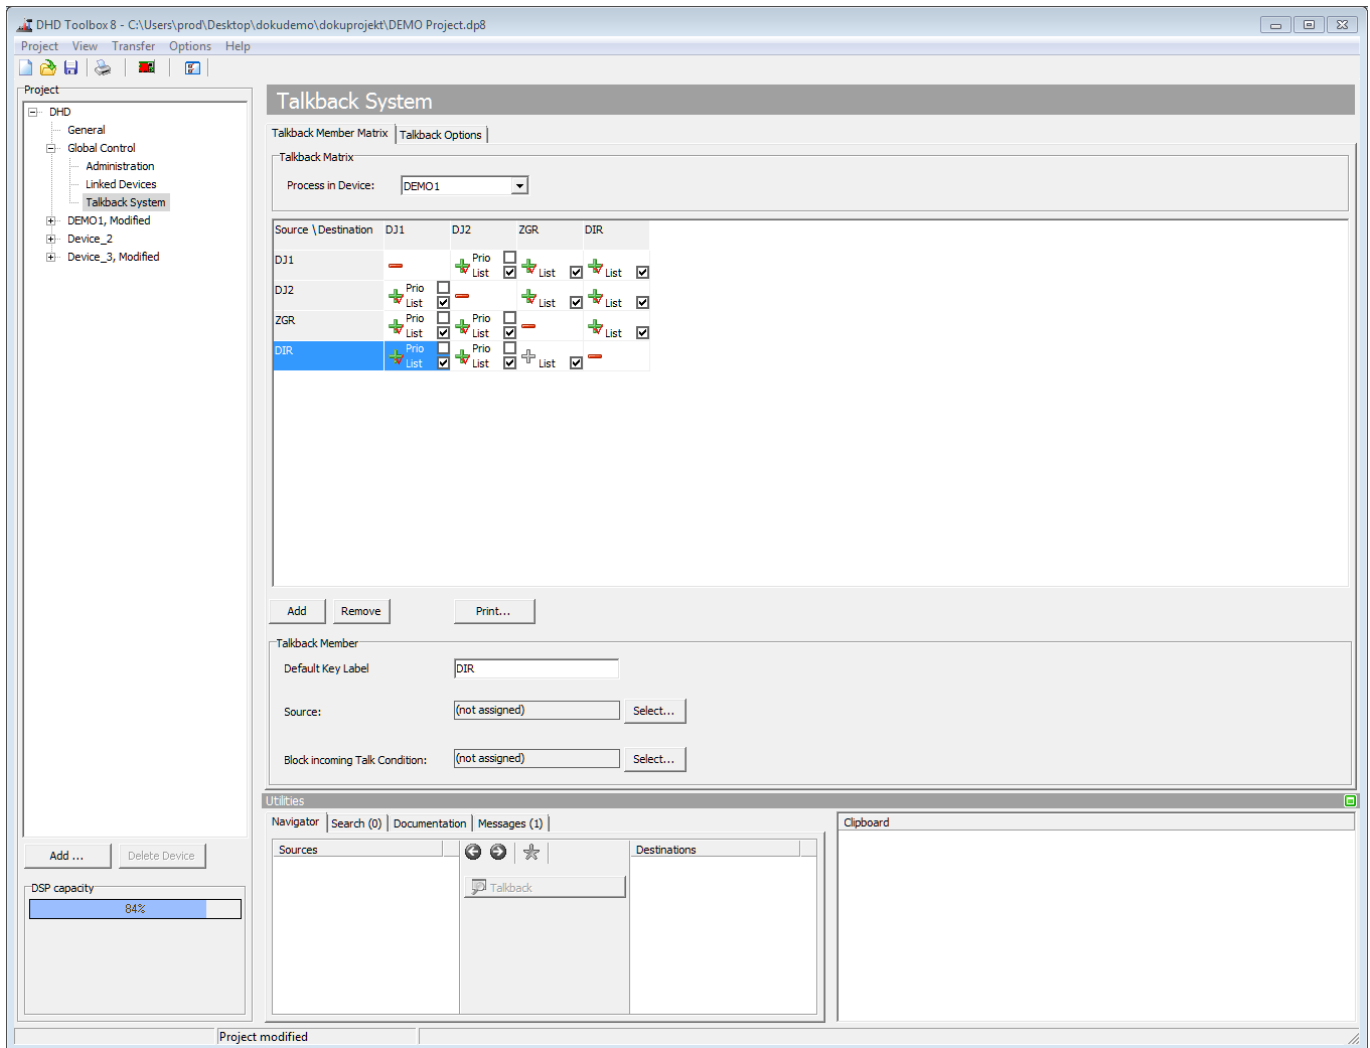 DHD Toolbox 8 - C:\Users\prod\Desktop\dokudemo\dokuprojekt\DEMO Project.dp8
Project View Transfer Options Help
Project
DHD
General
Global Control
Administration
Linked Devices
Talkback System
DEMO1, Modified
Device_2
Device_3, Modified
Add ... Delete Device
DSP capacity
84%
Talkback System
Talkback Member Matrix Talkback Options
Talkback Matrix
Process in Device: DEMO1
Source \ Destination DJ1 DJ2 ZGR DIR
DJ1 Prio
List List List
DJ2 Prio
List List List
ZGR Prio Prio
List List List
DIR Prio Prio
List List List
Add Remove Print...
Talkback Member
Default Key Label DIR
Source: (not assigned) Select...
Block incoming Talk Condition: (not assigned) Select...
Utilities
Navigator Search (0) Documentation Messages (1)
Sources Destinations
Talkback
Clipboard
Project modified